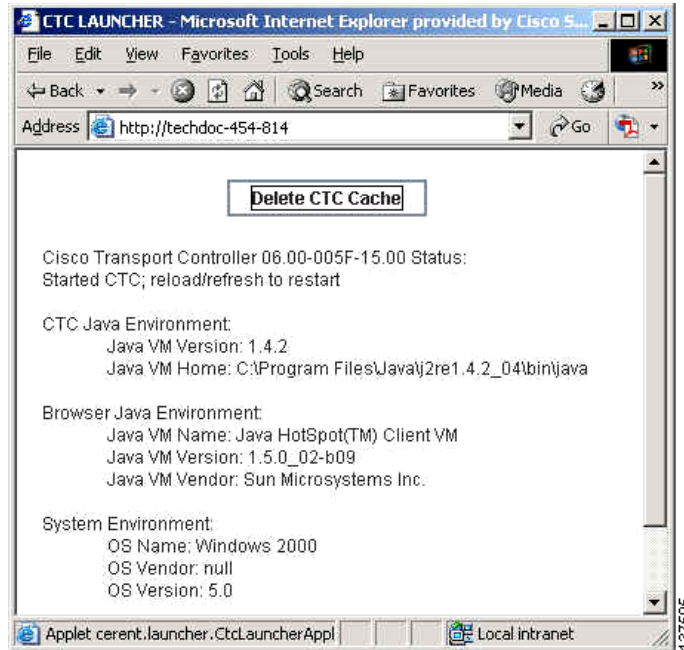 CTC LAUNCHER - Microsoft Internet Explorer provided by Cisco S...
File Edit View Favorites Tools Help
Back Search Favorites Media »
Address http://techdoc-454-814 Go
Delete CTC Cache
Cisco Transport Controller 06.00-005F-15.00 Status:
Started CTC; reload/refresh to restart
CTC Java Environment:
Java VM Version: 1.4.2
Java VM Home: C:\Program Files\Java\j2re1.4.2_04\bin\java
Browser Java Environment:
Java VM Name: Java HotSpot(TM) Client VM
Java VM Version: 1.5.0_02-b09
Java VM Vendor: Sun Microsystems Inc.
System Environment:
OS Name: Windows 2000
OS Vendor: null
OS Version: 5.0
Applet cerent.launcher.CtcLauncherAppl Local intranet